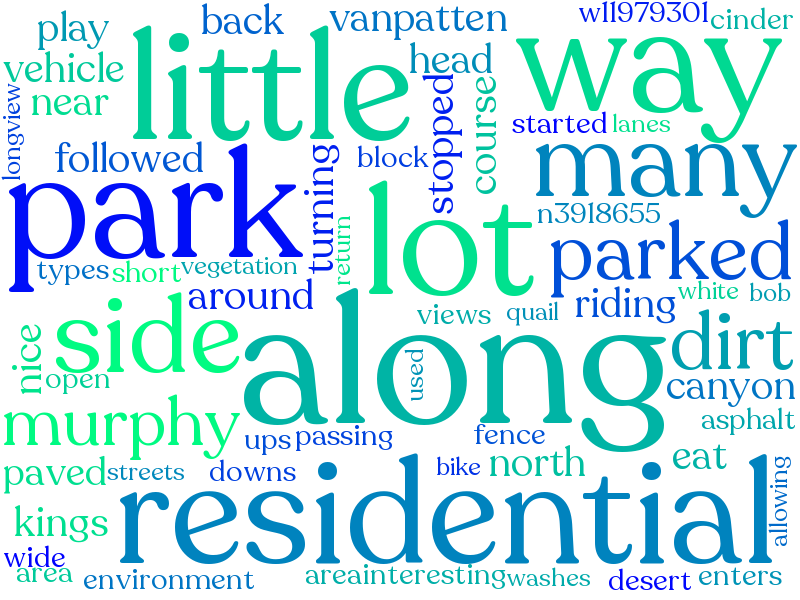 play
back
vanpatten
w11979301
cinder
vehicle
little
head
way
near
longview
started
lanes
followed
block
stopped
course
many
park
turning
n3918655
types
short
vegetation
return
lot
parked
around
views
quail
riding
white
bob
nice
side
along
used
dirt
open
canyon
murphy
ups
passing
fence
asphalt
paved
streets
downs
bike
north
eat
allowing
kings
residential
wide
area
environment
areainteresting
washes
desert
enters